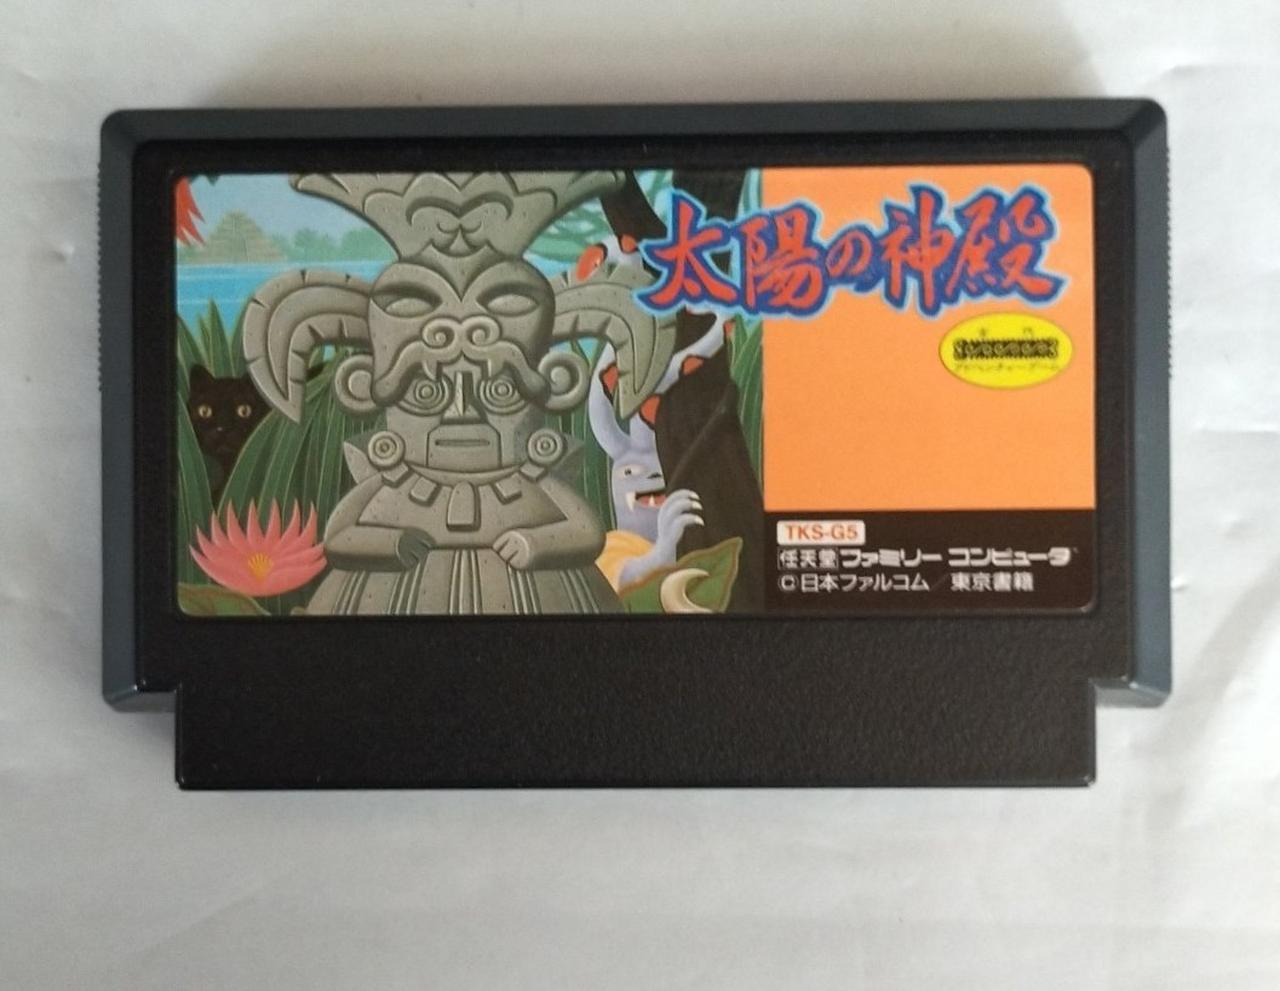 太陽の神殿
アドベンチャーゲーム
TKS-G5
任天堂 ファミリー コンピュータ
©日本ファルコム／東京書籍